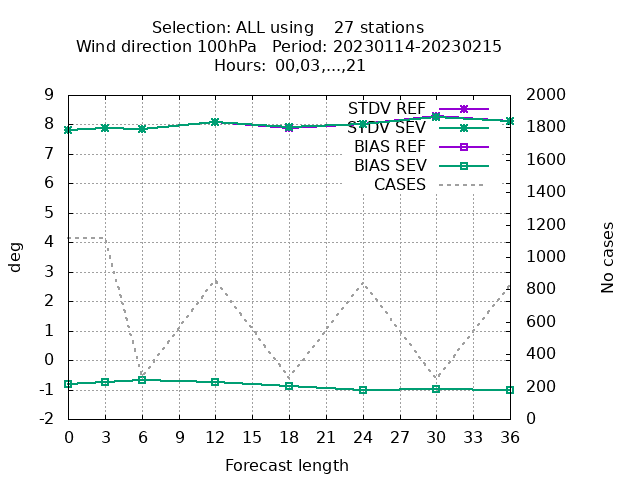 Selection: ALL using    27 stations
Wind direction 100hPa   Period: 20230114-20230215
Hours: 00,03,...,21
9 2000
STDV REF
8 1800
STDV SEV
7 1600
BIAS REF
BIAS SEV
6 1400
CASES
5 1200
4 1000
3 800
2 600
1 400
0 200
-1 0
-2
deg
No cases
0 3 6 9 12 15 18 21 24 27 30 33 36
Forecast length